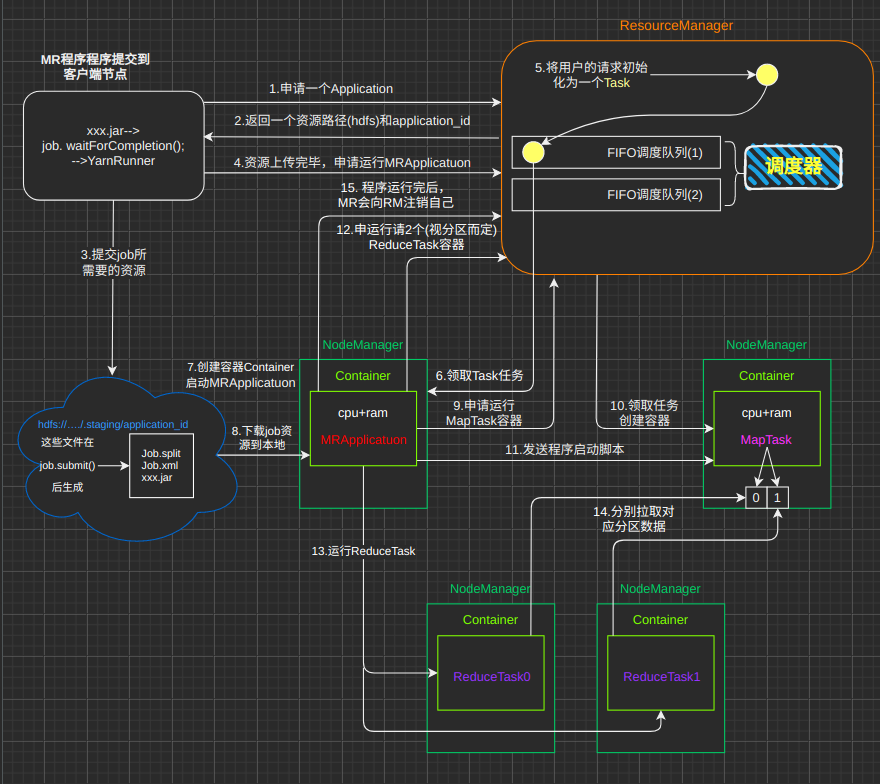 ResourceManager
MR程序程序提交到
客户端节点
xxx.jar-->
job. waitForCompletion();
-->YarnRunner
1.申请一个Application
2.返回一个资源路径(hdfs)和application_id
4.资源上传完毕，申请运行MRApplicatuon
15. 程序运行完后，
MR会向RM注销自己
12.申运行请2个(视分区而定)
ReduceTask容器
5.将用户的请求初始
化为一个Task
FIFO调度队列(1)
FIFO调度队列(2)
调度器
3.提交job所
需要的资源
NodeManager
Container
cpu+ram
MRApplication
7.创建容器Container
启动MRApplicatuon
6.领取Task任务
9.申请运行
MapTask容器
10.领取任务
创建容器
11.发送程序启动脚本
NodeManager
Container
cpu+ram
MapTask
0
1
hdfs://..../.staging/application_id
这些文件在
job.submit()
后生成
Job.split
Job.xml
xxx.jar
8.下载job资
源到本地
14.分别拉取对
应分区数据
13.运行ReduceTask
NodeManager
Container
ReduceTask0
NodeManager
Container
ReduceTask1